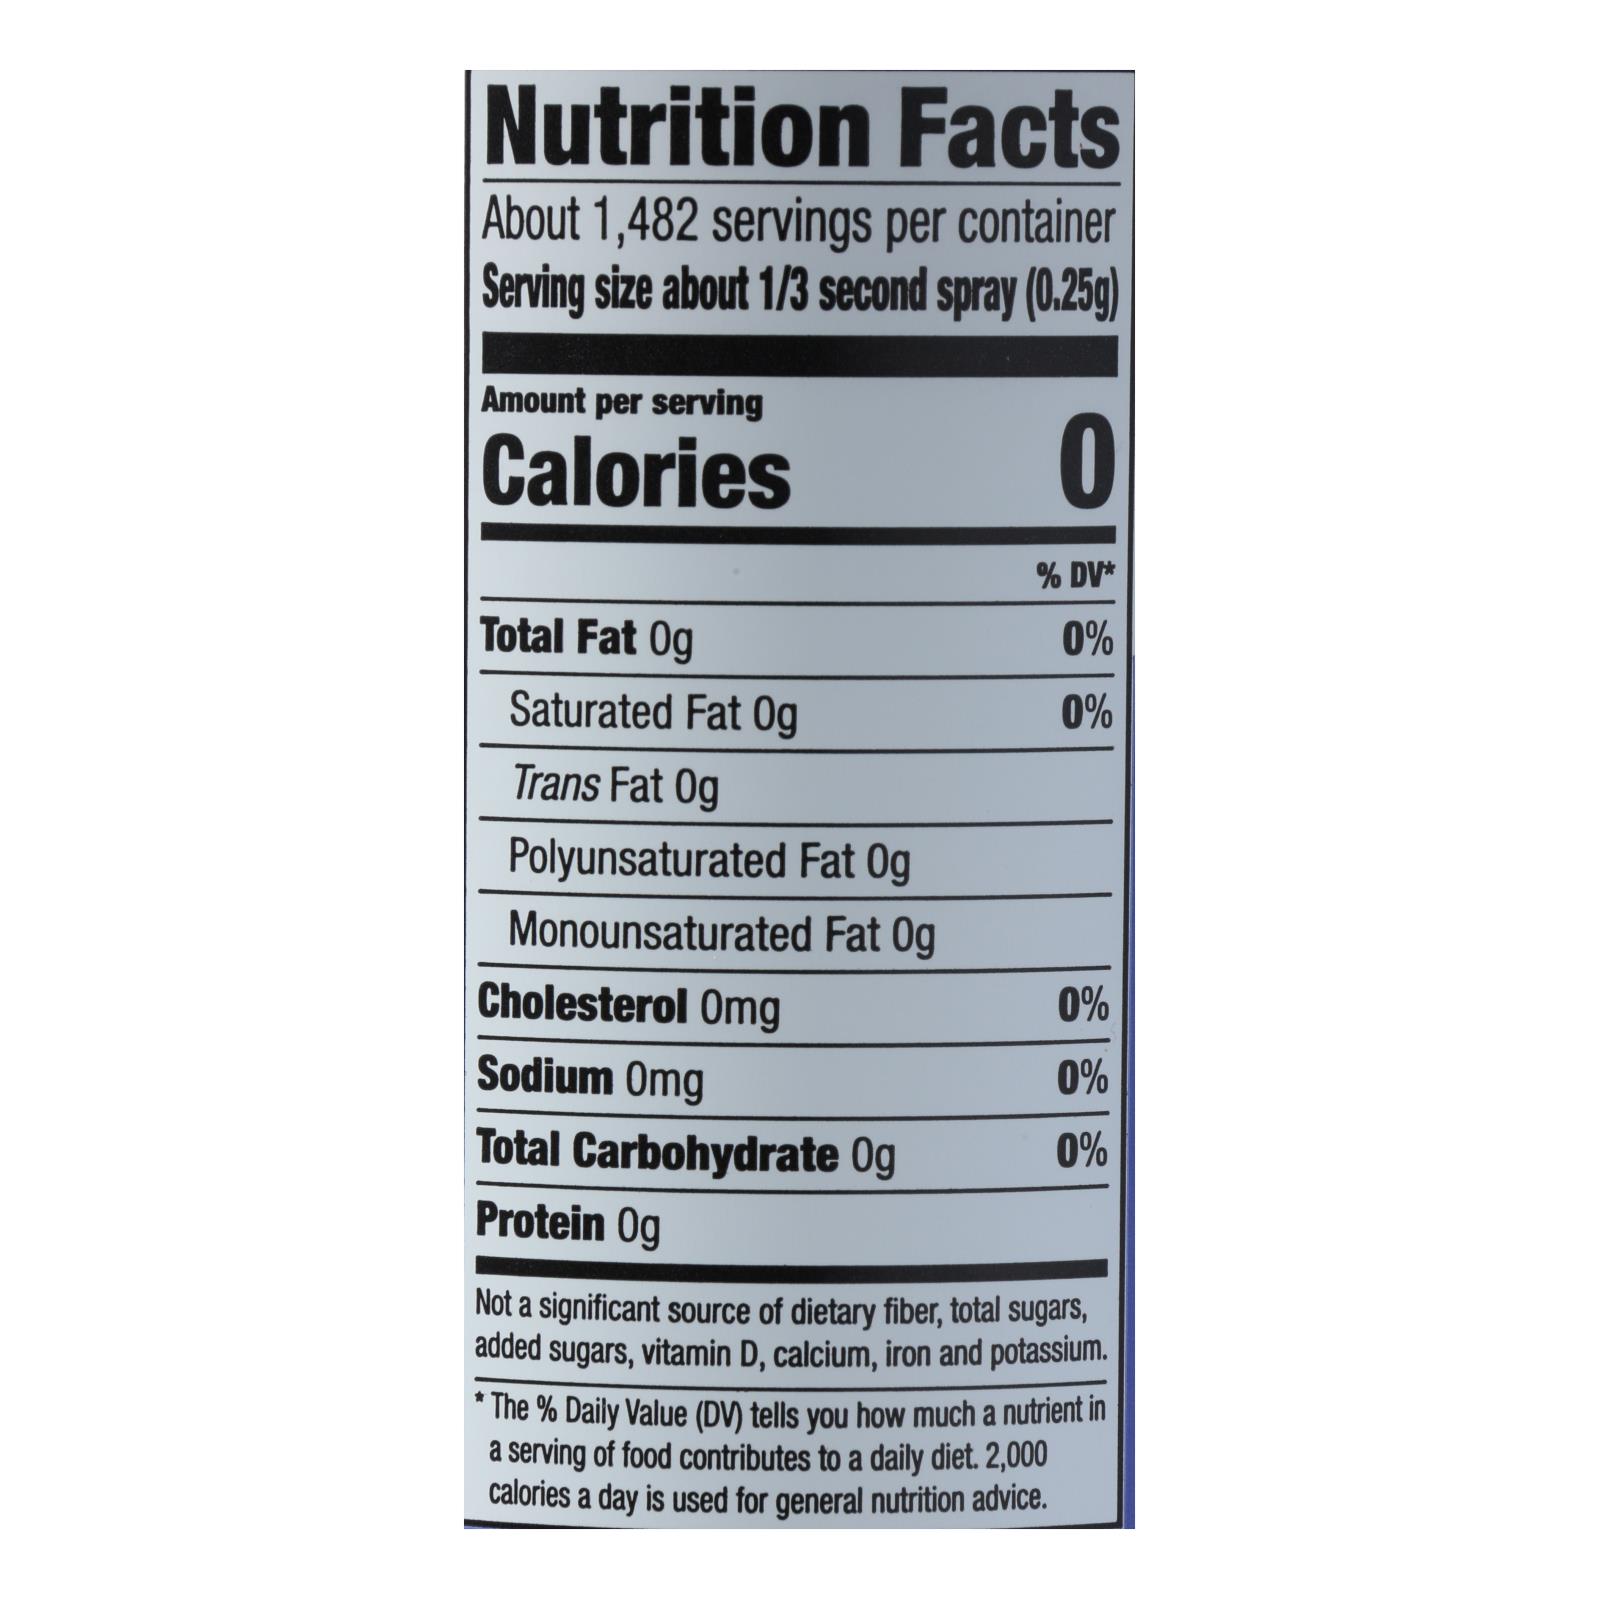 Nutrition Facts
About 1,482 servings per container
Serving size about 1/3 second spray (0.25g)
Amount per serving
Calories 0
% DV*
Total Fat 0g 0%
Saturated Fat 0g 0%
Trans Fat 0g
Polyunsaturated Fat 0g
Monounsaturated Fat 0g
Cholesterol 0mg 0%
Sodium 0mg 0%
Total Carbohydrate 0g 0%
Protein 0g
Not a significant source of dietary fiber, total sugars,
added sugars, vitamin D, calcium, iron and potassium.
* The % Daily Value (DV) tells you how much a nutrient in
a serving of food contributes to a daily diet. 2,000
calories a day is used for general nutrition advice.